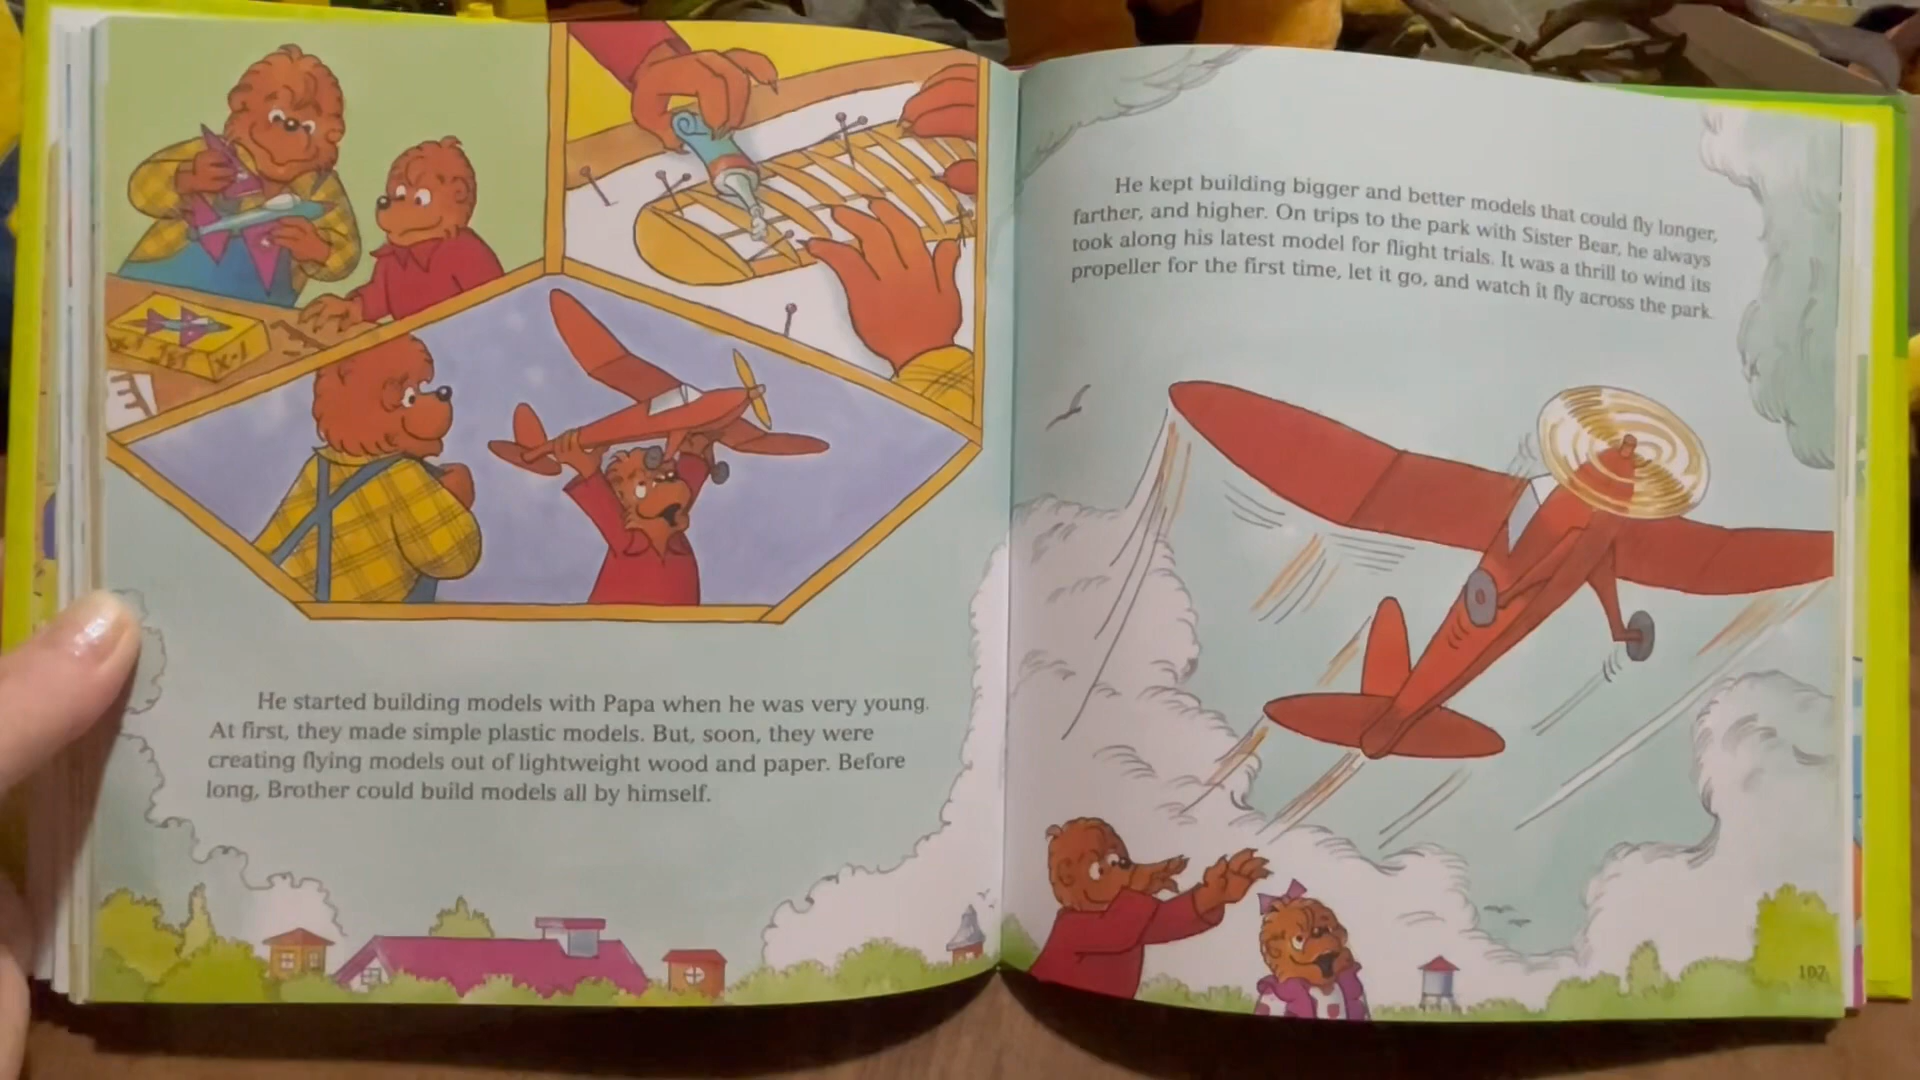 JET X-1
He started building models with Papa when he was very young.
At first, they made simple plastic models. But, soon, they were
creating flying models out of lightweight wood and paper. Before
long, Brother could build models all by himself.
He kept building bigger and better models that could fly longer,
farther, and higher. On trips to the park with Sister Bear, he always
took along his latest model for flight trials. It was a thrill to wind its
propeller for the first time, let it go, and watch it fly across the park.
107